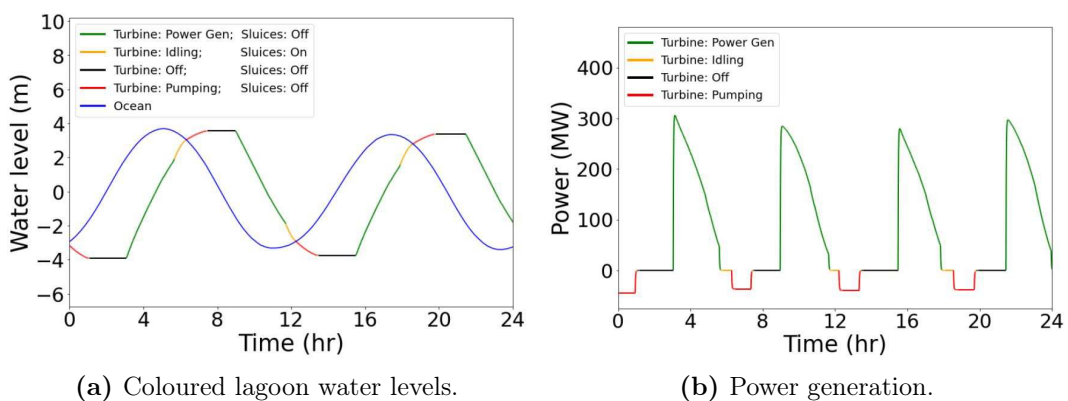 10
8
6
4
2
0
−2
−4
−6
Water level (m)
Turbine: Power Gen; Sluices: Off
Turbine: Idling; Sluices: On
Turbine: Off; Sluices: Off
Turbine: Pumping; Sluices: Off
Ocean
0 4 8 12 16 20 24
Time (hr)
(a) Coloured lagoon water levels.
400
300
200
100
0
Power (MW)
Turbine: Power Gen
Turbine: Idling
Turbine: Off
Turbine: Pumping
0 4 8 12 16 20 24
Time (hr)
(b) Power generation.